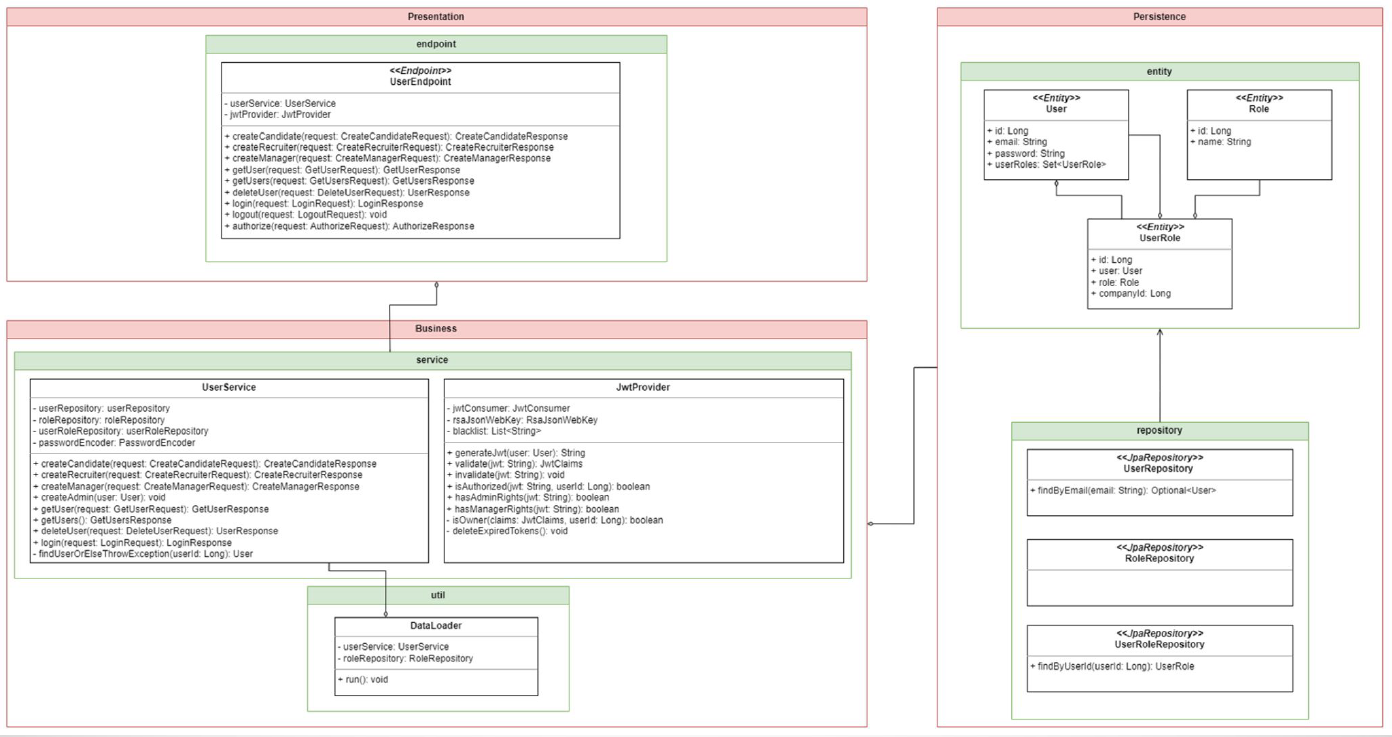 Presentation
endpoint
<<Endpoint>>
UserEndpoint
- userService: UserService
- jwtProvider: JwtProvider
+ createCandidate(request: CreateCandidateRequest): CreateCandidateResponse
+ createRecruiter(request: CreateRecruiterRequest): CreateRecruiterResponse
+ createManager(request: CreateManagerRequest): CreateManagerResponse
+ getUser(request: GetUserRequest): GetUserResponse
+ getUsers(request: GetUsersRequest): GetUsersResponse
+ deleteUser(request: DeleteUserRequest): UserResponse
+ login(request: LoginRequest): LoginResponse
+ logout(request: LogoutRequest): void
+ authorize(request: AuthorizeRequest): AuthorizeResponse
Business
service
UserService
- userRepository: userRepository
- roleRepository: roleRepository
- userRoleRepository: userRoleRepository
- passwordEncoder: PasswordEncoder
+ createCandidate(request: CreateCandidateRequest): CreateCandidateResponse
+ createRecruiter(request: CreateRecruiterRequest): CreateRecruiterResponse
+ createManager(request: CreateManagerRequest): CreateManagerResponse
+ createAdmin(user: User): void
+ getUser(request: GetUserRequest): GetUserResponse
+ getUsers(): GetUsersResponse
+ deleteUser(request: DeleteUserRequest): UserResponse
+ login(request: LoginRequest): LoginResponse
- findUserOrElseThrowException(userId: Long): User
JwtProvider
- jwtConsumer: JwtConsumer
- rsaJsonWebKey: RsaJsonWebKey
- blacklist: List<String>
+ generateJwt(user: User): String
+ validate(jwt: String): JwtClaims
+ invalidate(jwt: String): void
+ isAuthorized(jwt: String, userId: Long): boolean
+ hasAdminRights(jwt: String): boolean
+ hasManagerRights(jwt: String): boolean
- isOwner(claims: JwtClaims, userId: Long): boolean
- deleteExpiredTokens(): void
util
DataLoader
- userService: UserService
- roleRepository: RoleRepository
+ run(): void
Persistence
entity
<<Entity>>
User
+ id: Long
+ email: String
+ password: String
+ userRoles: Set<UserRole>
<<Entity>>
Role
+ id: Long
+ name: String
<<Entity>>
UserRole
+ id: Long
+ user: User
+ role: Role
+ companyId: Long
repository
<<JpaRepository>>
UserRepository
+ findByEmail(email: String): Optional<User>
<<JpaRepository>>
RoleRepository
<<JpaRepository>>
UserRoleRepository
+ findByUserId(userId: Long): UserRole